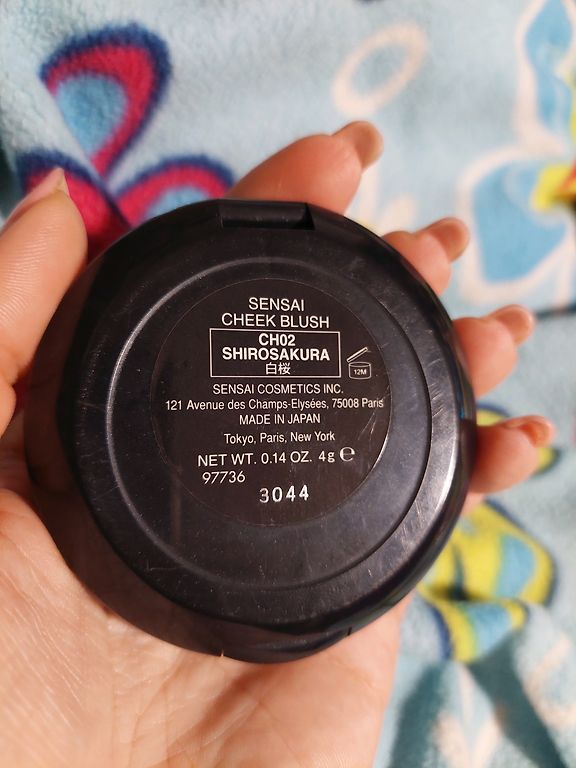 SENSAI
CHEEK BLUSH
CH02
SHIROSAKURA
白桜
12M
SENSAI COSMETICS INC.
121 Avenue des Champs-Elysées, 75008 Paris
MADE IN JAPAN
Tokyo, Paris, New York
NET WT. 0.14 OZ. 4g ℮
97736
3044